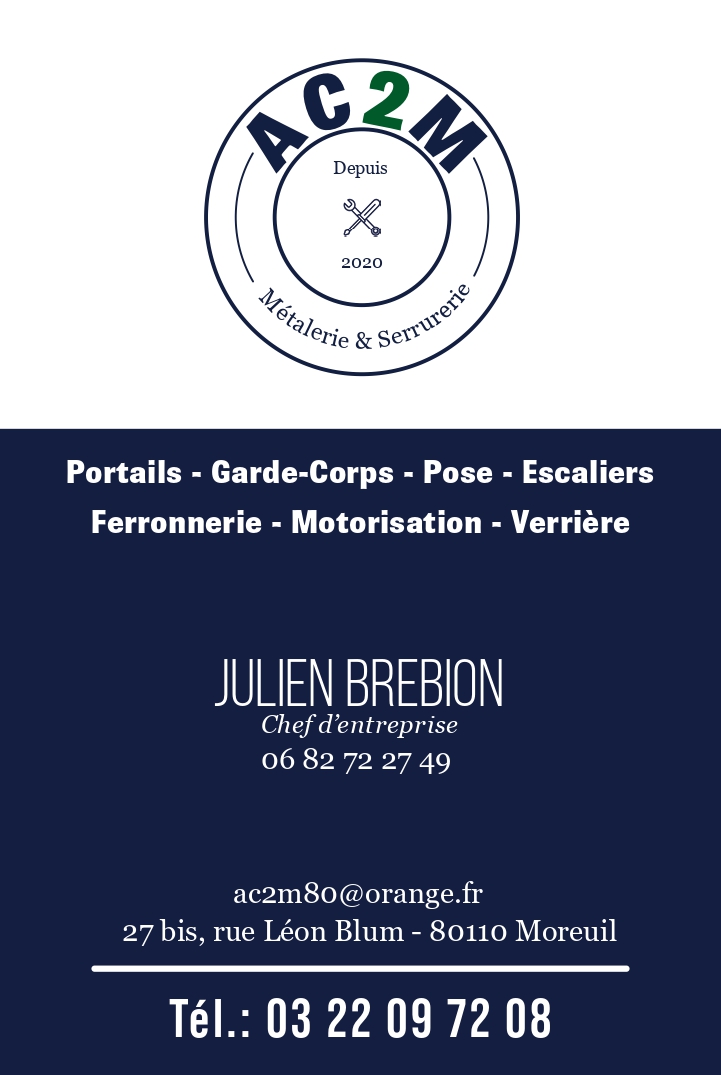 AC2M
Depuis
2020
Métalerie & Serrurerie
Portails - Garde-Corps - Pose - Escaliers
Ferronnerie - Motorisation - Verrière
JULIEN BREBION
Chef d’entreprise
06 82 72 27 49
ac2m80@orange.fr
27 bis, rue Léon Blum - 80110 Moreuil
Tél.: 03 22 09 72 08